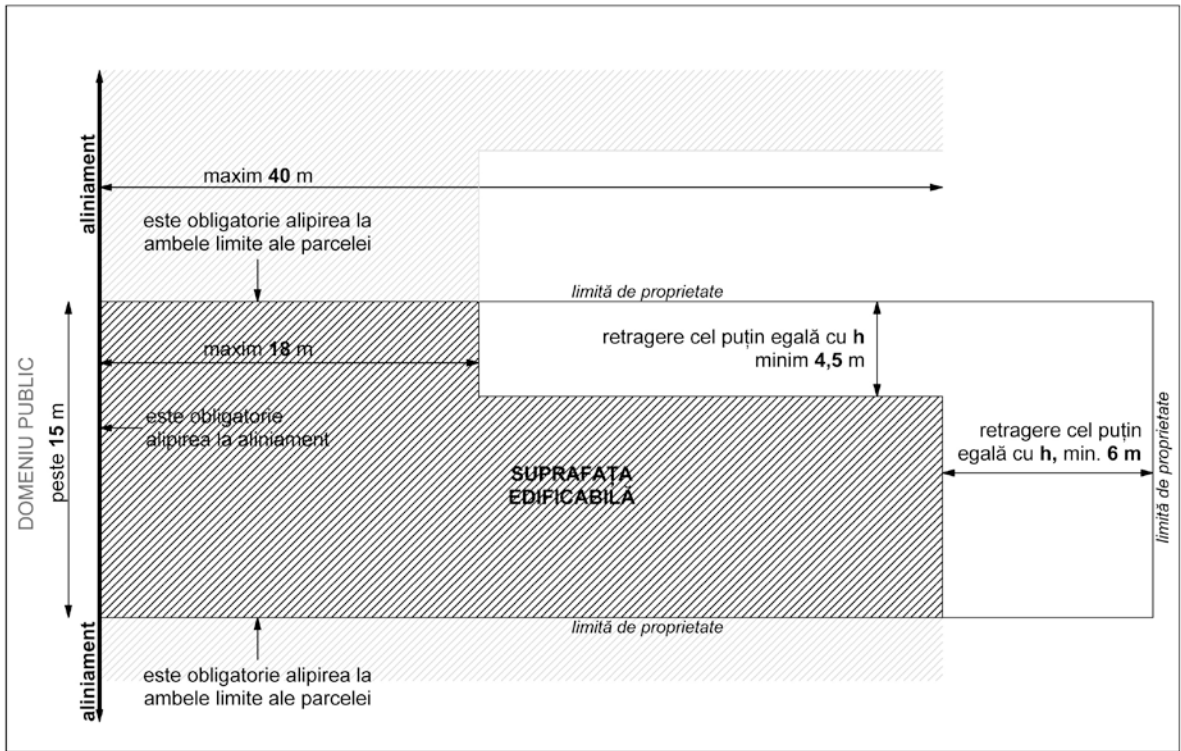 aliniament
maxim 40 m
este obligatorie alipirea la
ambele limite ale parcelei
limită de proprietate
maxim 18 m
retragere cel puțin egală cu h
minim 4,5 m
DOMENIU PUBLIC
peste 15 m
este obligatorie
alipirea la aliniament
SUPRAFAȚA
EDIFICABILĂ
retragere cel puțin
egală cu h, min. 6 m
limită de proprietate
limită de proprietate
aliniament
este obligatorie alipirea la
ambele limite ale parcelei